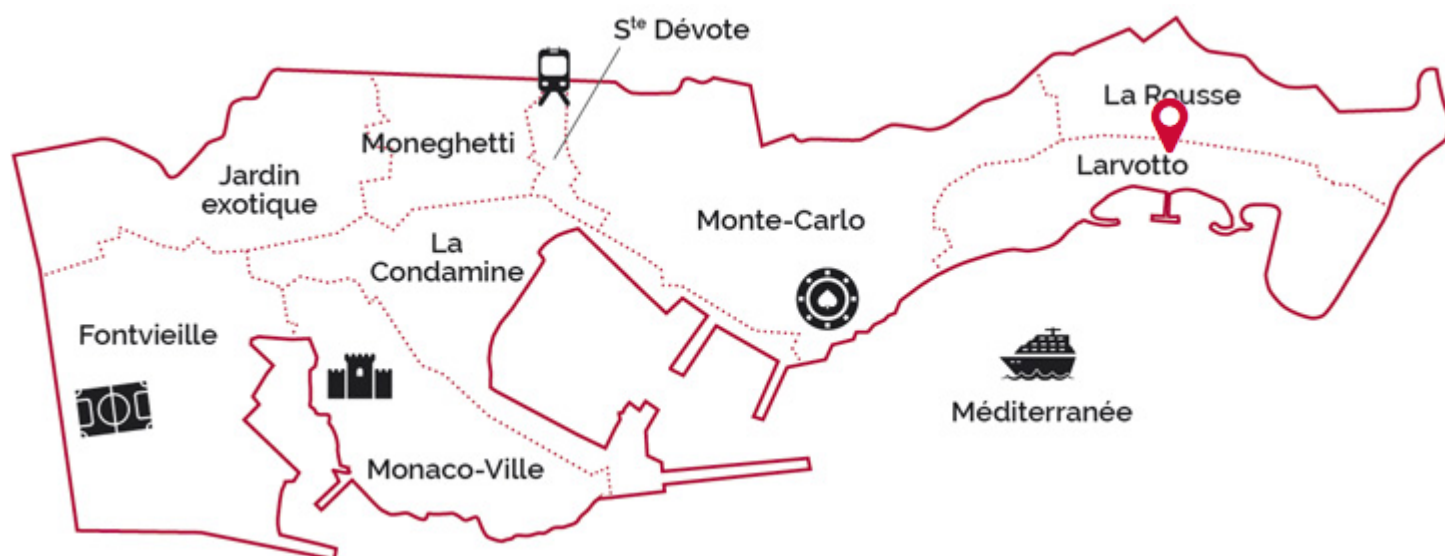 Sᵗᵉ Dévote
La Rousse
Moneghetti
Larvotto
Jardin
exotique
Monte-Carlo
La
Condamine
Fontvieille
Méditerranée
Monaco-Ville